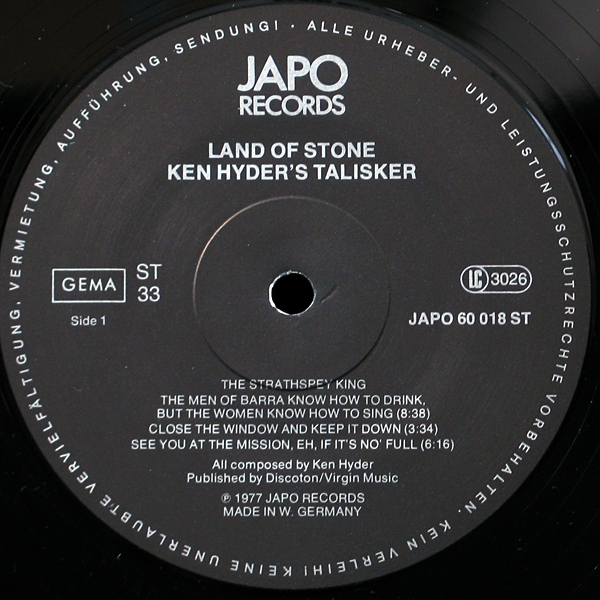 JAPO
RECORDS
LAND OF STONE
KEN HYDER'S TALISKER
GEMA
ST
33
LC 3026
Side 1
JAPO 60 018 ST
THE STRATHSPEY KING
THE MEN OF BARRA KNOW HOW TO DRINK,
BUT THE WOMEN KNOW HOW TO SING (8:38)
CLOSE THE WINDOW AND KEEP IT DOWN (3:34)
SEE YOU AT THE MISSION, EH, IF IT'S NO' FULL (6:16)
All composed by Ken Hyder
Published by Discoton/Virgin Music
℗ 1977 JAPO RECORDS
MADE IN W. GERMANY
ALLE URHEBER- UND LEISTUNGSSCHUTZRECHTE VORBEHALTEN. KEIN VERLEIH! KEINE UNERLAUBTE VERVIELFÄLTIGUNG, VERMIETUNG, AUFFÜHRUNG, SENDUNG! ·